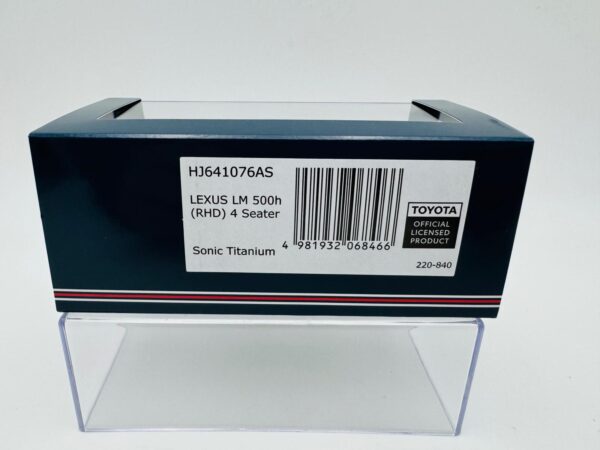 HJ641076AS
LEXUS LM 500h
(RHD) 4 Seater
Sonic Titanium
4 981932 068466
TOYOTA
OFFICIAL
LICENSED
PRODUCT
220-840